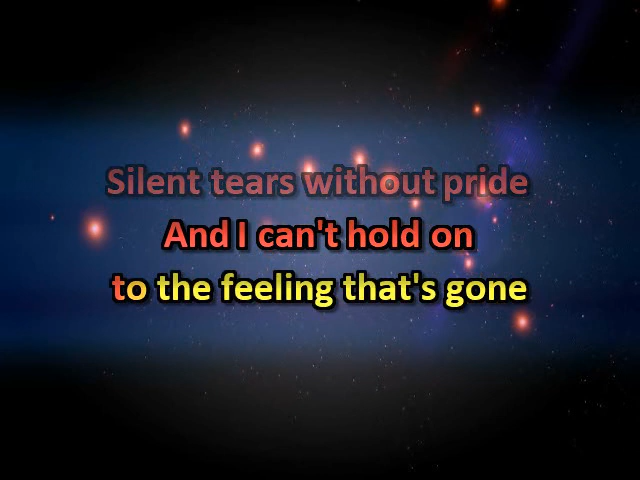 Silent tears without pride
And I can't hold on
to the feeling that's gone